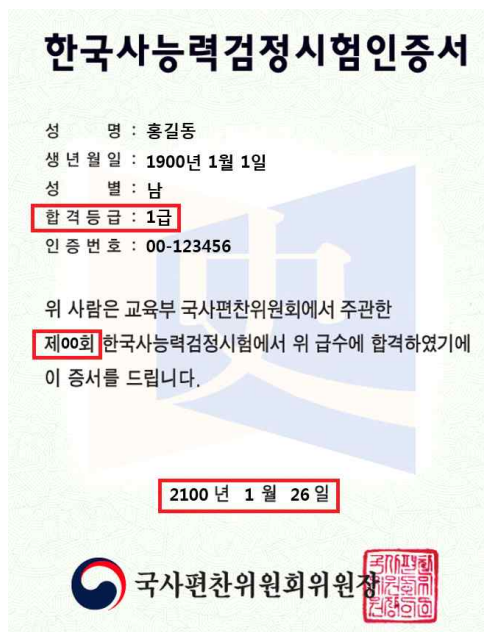 한국사능력검정시험인증서
성 명 : 홍길동
생년월일 : 1900년 1월 1일
성 별 : 남
합격등급 : 1급
인증번호 : 00-123456
史
위 사람은 교육부 국사편찬위원회에서 주관한
제00회 한국사능력검정시험에서 위 급수에 합격하였기에
이 증서를 드립니다.
2100 년 1 월 26 일
국사편찬위원회위원장